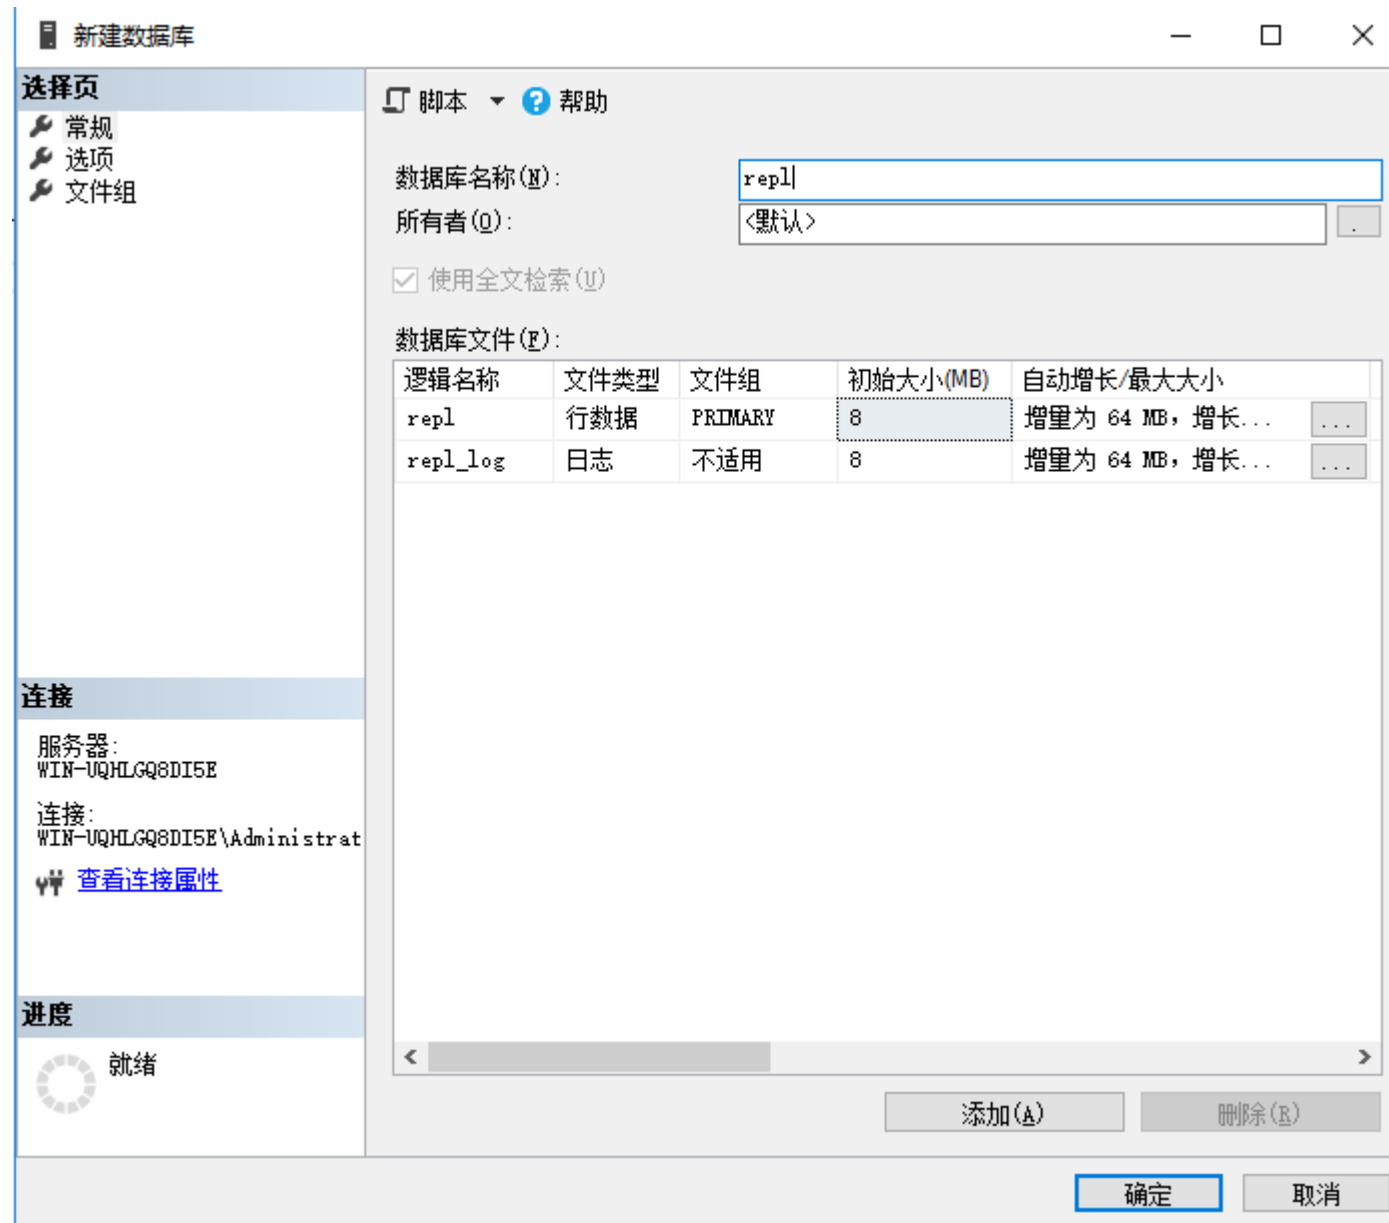 新建数据库
选择页
常规
选项
文件组
脚本 帮助
数据库名称(N): repl
所有者(O): <默认> .
使用全文检索(U)
数据库文件(F):
逻辑名称 文件类型 文件组 初始大小(MB) 自动增长/最大大小
repl 行数据 PRIMARY 8 增量为 64 MB，增长... ...
repl_log 日志 不适用 8 增量为 64 MB，增长... ...
连接
服务器:
WIN-UQHLGQ8DI5E
连接:
WIN-UQHLGQ8DI5E\Administrat
查看连接属性
进度
就绪
添加(A) 删除(R)
确定 取消